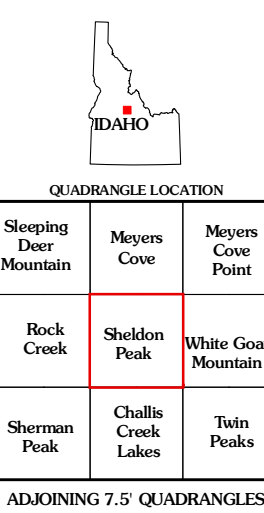 IDAHO
QUADRANGLE LOCATION
Sleeping
Deer
Mountain
Meyers
Cove
Meyers
Cove
Point
Rock
Creek
Sheldon
Peak
White Goa
Mountain
Sherman
Peak
Challis
Creek
Lakes
Twin
Peaks
ADJOINING 7.5' QUADRANGLES